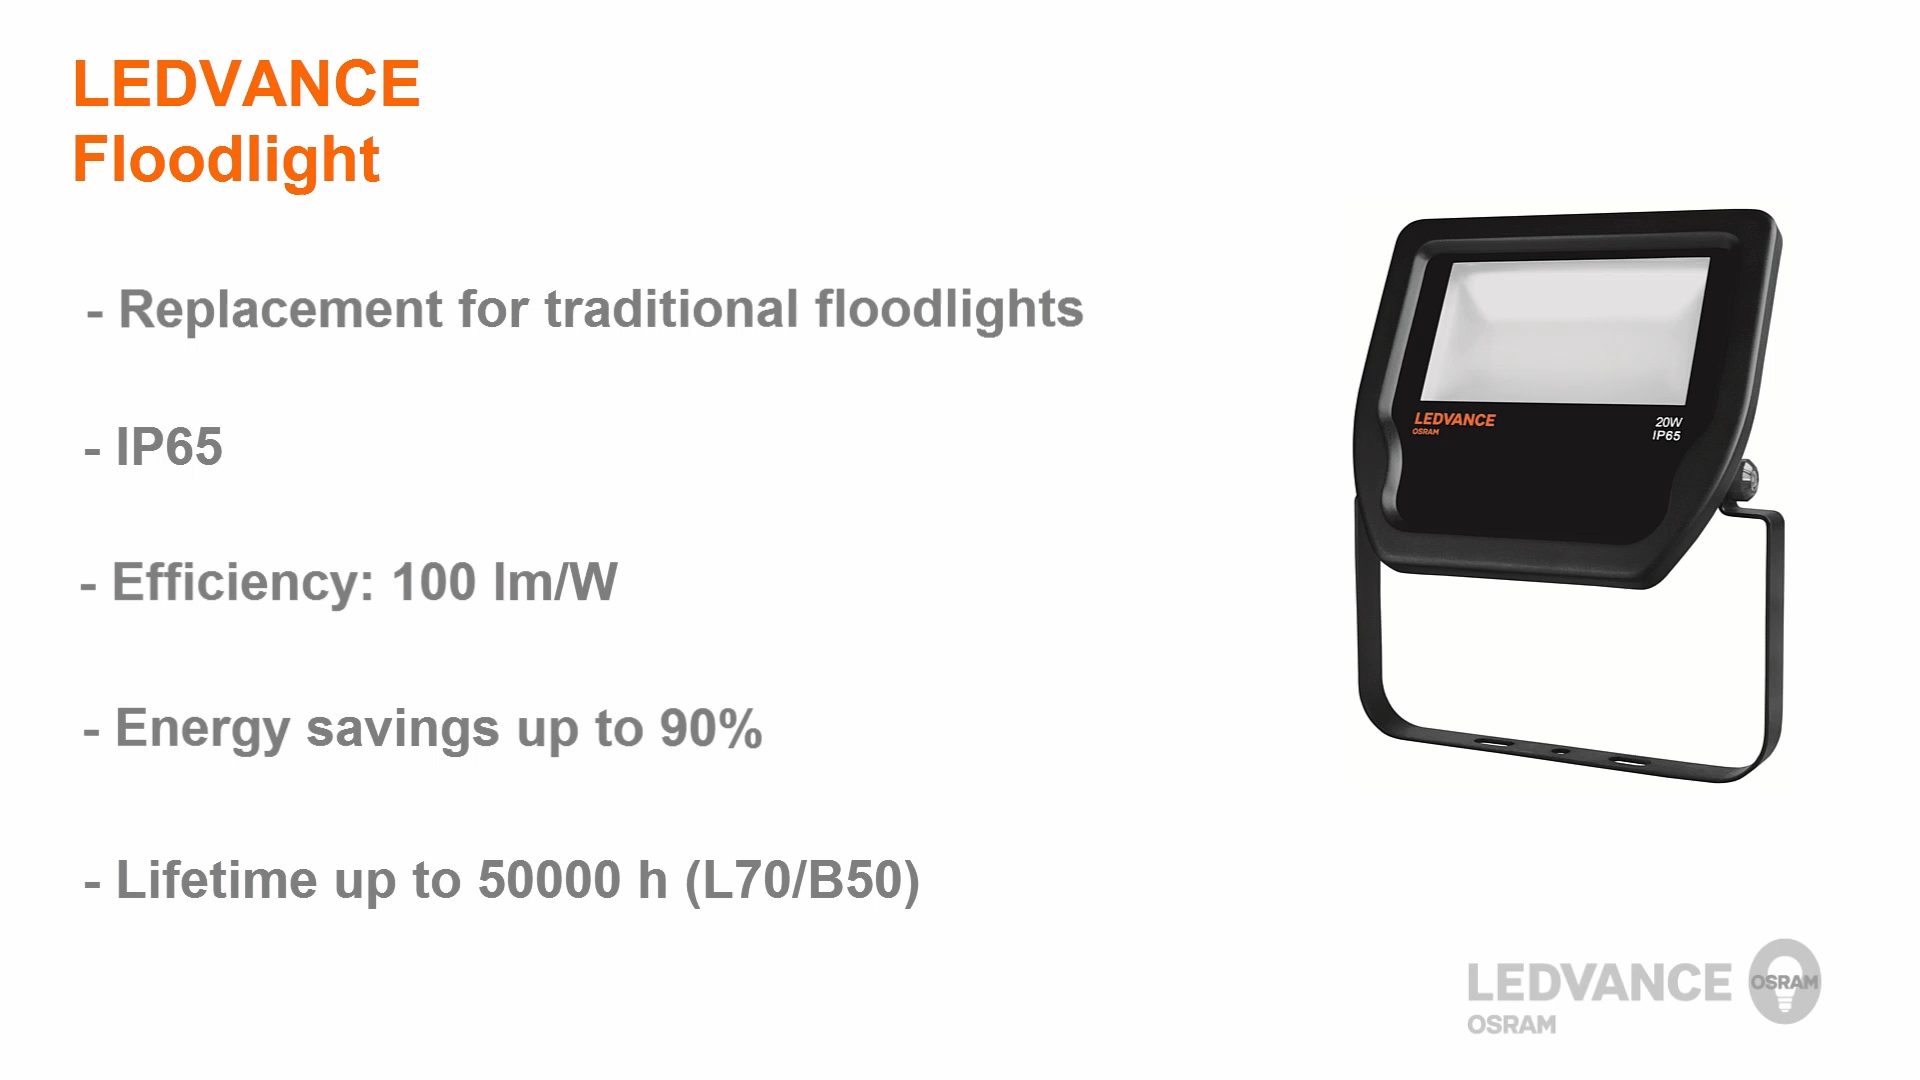 LEDVANCE
Floodlight
- Replacement for traditional floodlights
- IP65
- Efficiency: 100 lm/W
- Energy savings up to 90%
- Lifetime up to 50000 h (L70/B50)
LEDVANCE
OSRAM
20W
IP65
LEDVANCE
OSRAM
OSRAM